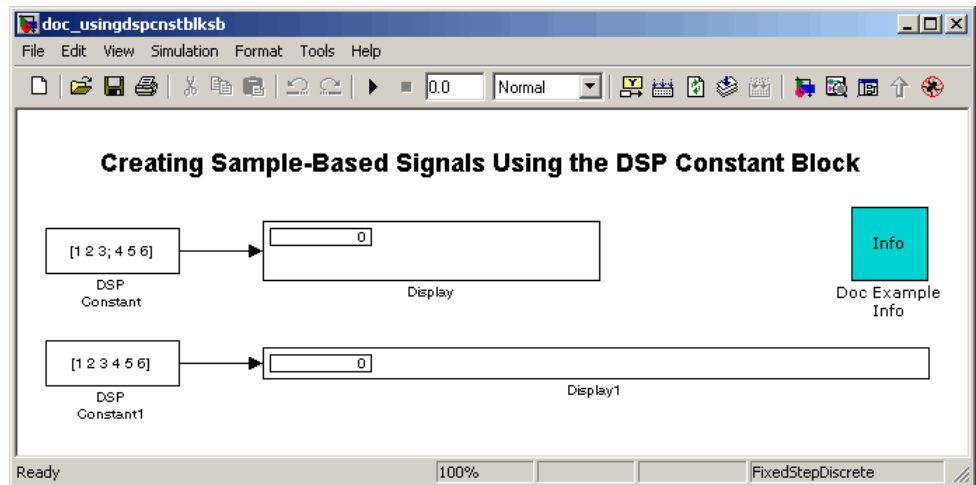 doc_usingdspcnstblksb
File Edit View Simulation Format Tools Help
0.0 Normal
Creating Sample-Based Signals Using the DSP Constant Block
[1 2 3; 4 5 6]
DSP
Constant
0
Display
Info
Doc Example
Info
[1 2 3 4 5 6]
DSP
Constant1
0
Display1
Ready 100% FixedStepDiscrete